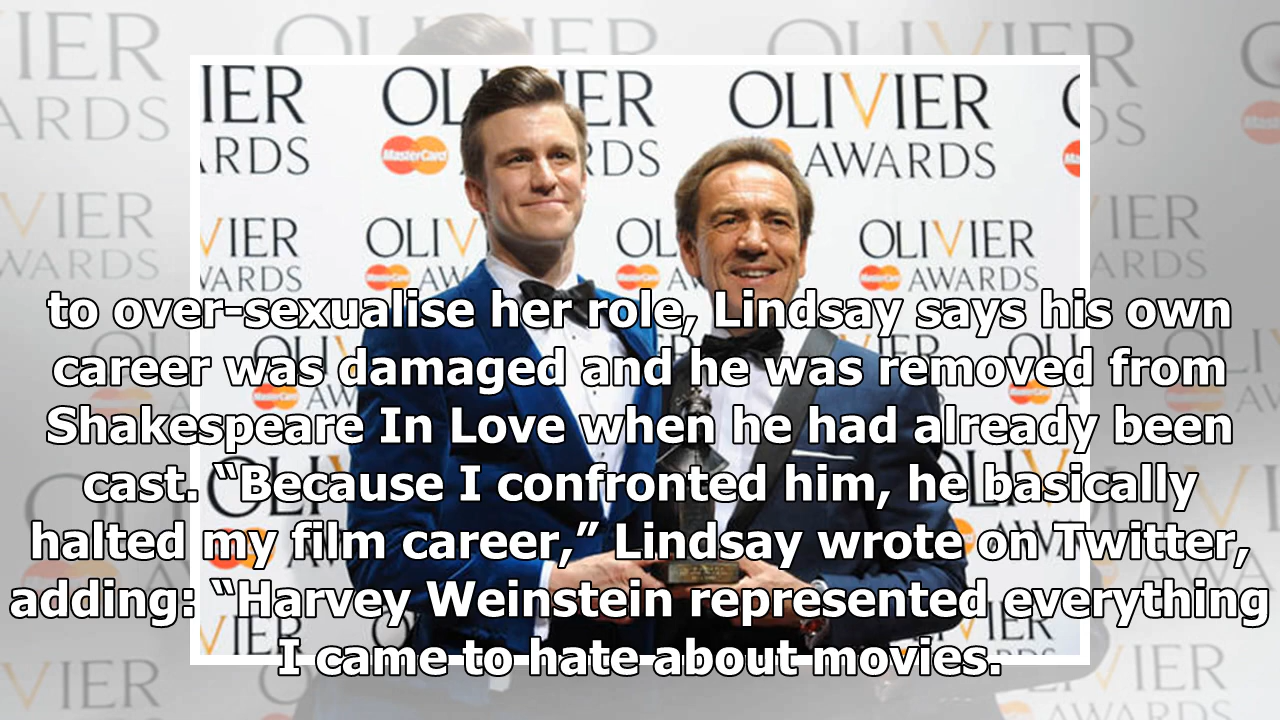 to over-sexualise her role, Lindsay says his own
career was damaged and he was removed from
Shakespeare In Love when he had already been
cast. “Because I confronted him, he basically
halted my film career,” Lindsay wrote on Twitter,
adding: “Harvey Weinstein represented everything
I came to hate about movies.
OLIVIER
AWARDS
MasterCard
OLIVIER
AWARDS
MasterCard